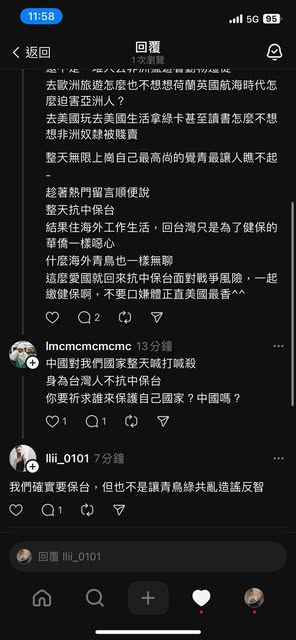 11:58
5G 95
返回
回覆
1次瀏覽
去歐洲旅遊怎麼也不想想荷蘭英國航海時代怎
麼迫害亞洲人？
去美國玩去美國生活拿綠卡甚至讀書怎麼不想
想非洲奴隸被賤賣
整天無限上崗自己最高尚的覺青最讓人瞧不起
-
趁著熱門留言順便說
整天抗中保台
結果住海外工作生活，回台灣只是為了健保的
華僑一樣噁心
什麼海外青鳥也一樣無聊
這麼愛國就回來抗中保台面對戰爭風險，一起
繳健保啊，不要口嫌體正直美國最香^^
2
lmcmcmcmcmc 13分鐘
中國對我們國家整天喊打喊殺
身為台灣人不抗中保台
你要祈求誰來保護自己國家？中國嗎？
1 1
llii_0101 7分鐘
我們確實要保台，但也不是讓青鳥綠共亂造謠反智
1
回覆 llii_0101